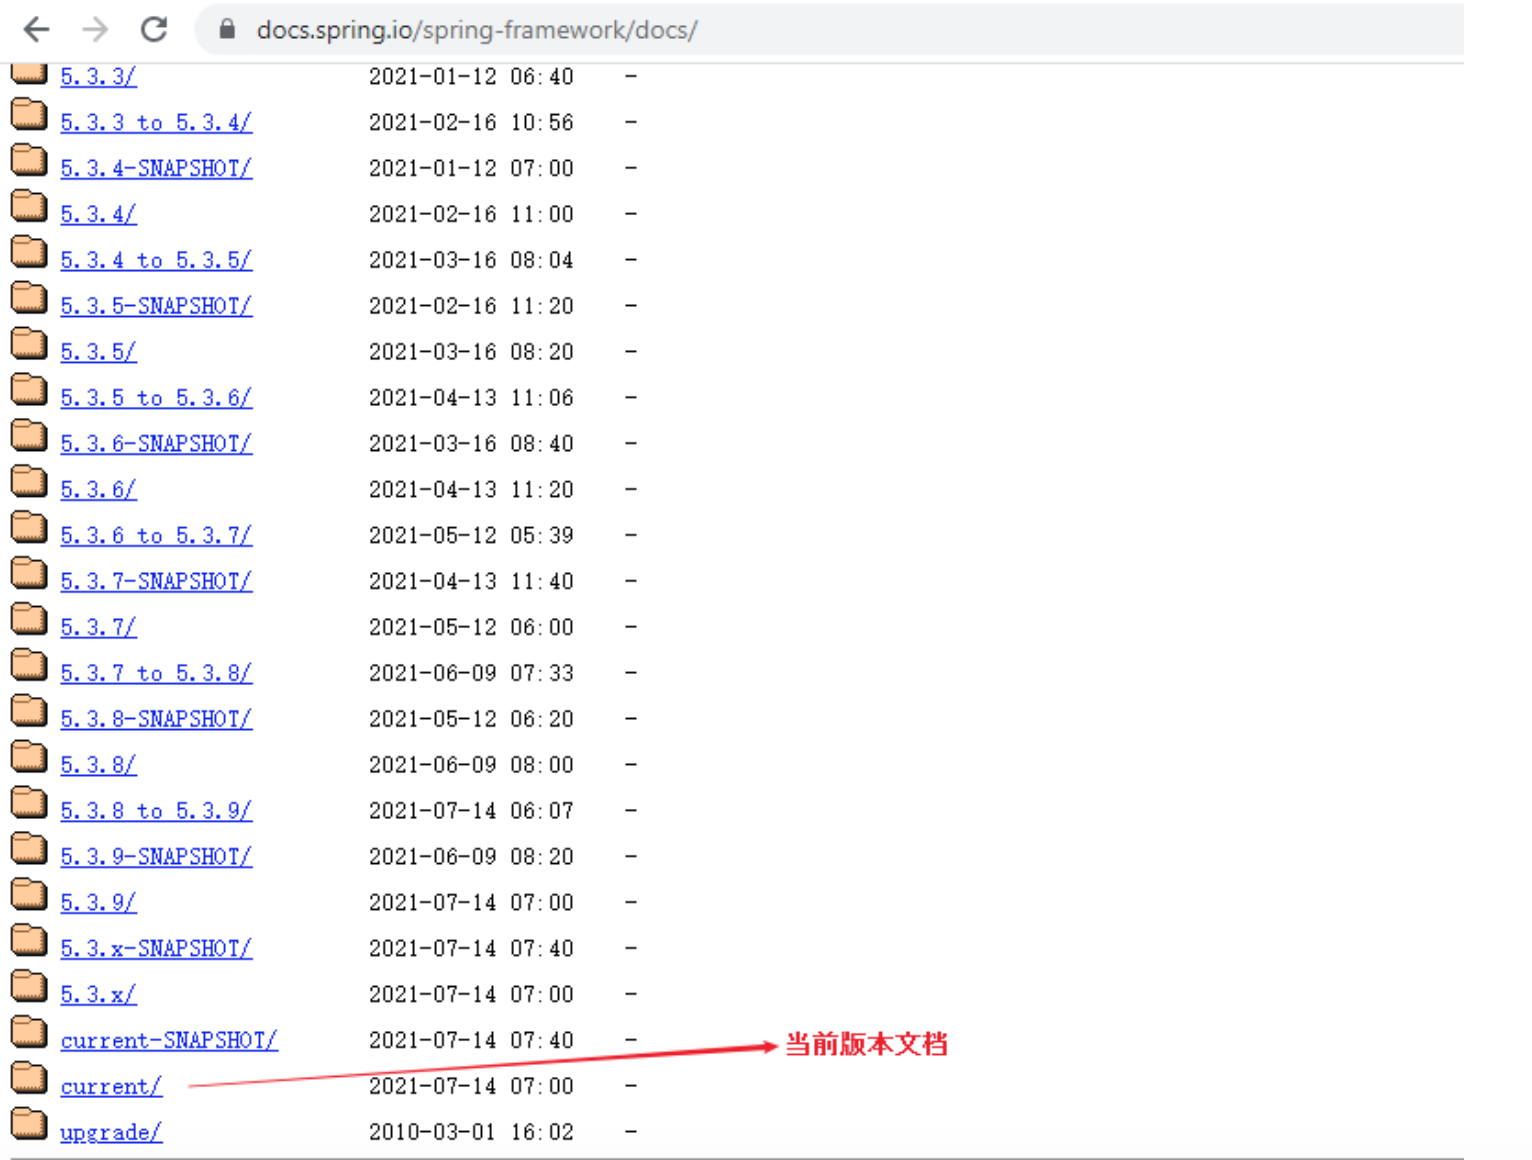 docs.spring.io/spring-framework/docs/
5.3.3/ 2021-01-12 06:40 -
5.3.3 to 5.3.4/ 2021-02-16 10:56 -
5.3.4-SNAPSHOT/ 2021-01-12 07:00 -
5.3.4/ 2021-02-16 11:00 -
5.3.4 to 5.3.5/ 2021-03-16 08:04 -
5.3.5-SNAPSHOT/ 2021-02-16 11:20 -
5.3.5/ 2021-03-16 08:20 -
5.3.5 to 5.3.6/ 2021-04-13 11:06 -
5.3.6-SNAPSHOT/ 2021-03-16 08:40 -
5.3.6/ 2021-04-13 11:20 -
5.3.6 to 5.3.7/ 2021-05-12 05:39 -
5.3.7-SNAPSHOT/ 2021-04-13 11:40 -
5.3.7/ 2021-05-12 06:00 -
5.3.7 to 5.3.8/ 2021-06-09 07:33 -
5.3.8-SNAPSHOT/ 2021-05-12 06:20 -
5.3.8/ 2021-06-09 08:00 -
5.3.8 to 5.3.9/ 2021-07-14 06:07 -
5.3.9-SNAPSHOT/ 2021-06-09 08:20 -
5.3.9/ 2021-07-14 07:00 -
5.3.x-SNAPSHOT/ 2021-07-14 07:40 -
5.3.x/ 2021-07-14 07:00 -
current-SNAPSHOT/ 2021-07-14 07:40 - 当前版本文档
current/ 2021-07-14 07:00 -
upgrade/ 2010-03-01 16:02 -